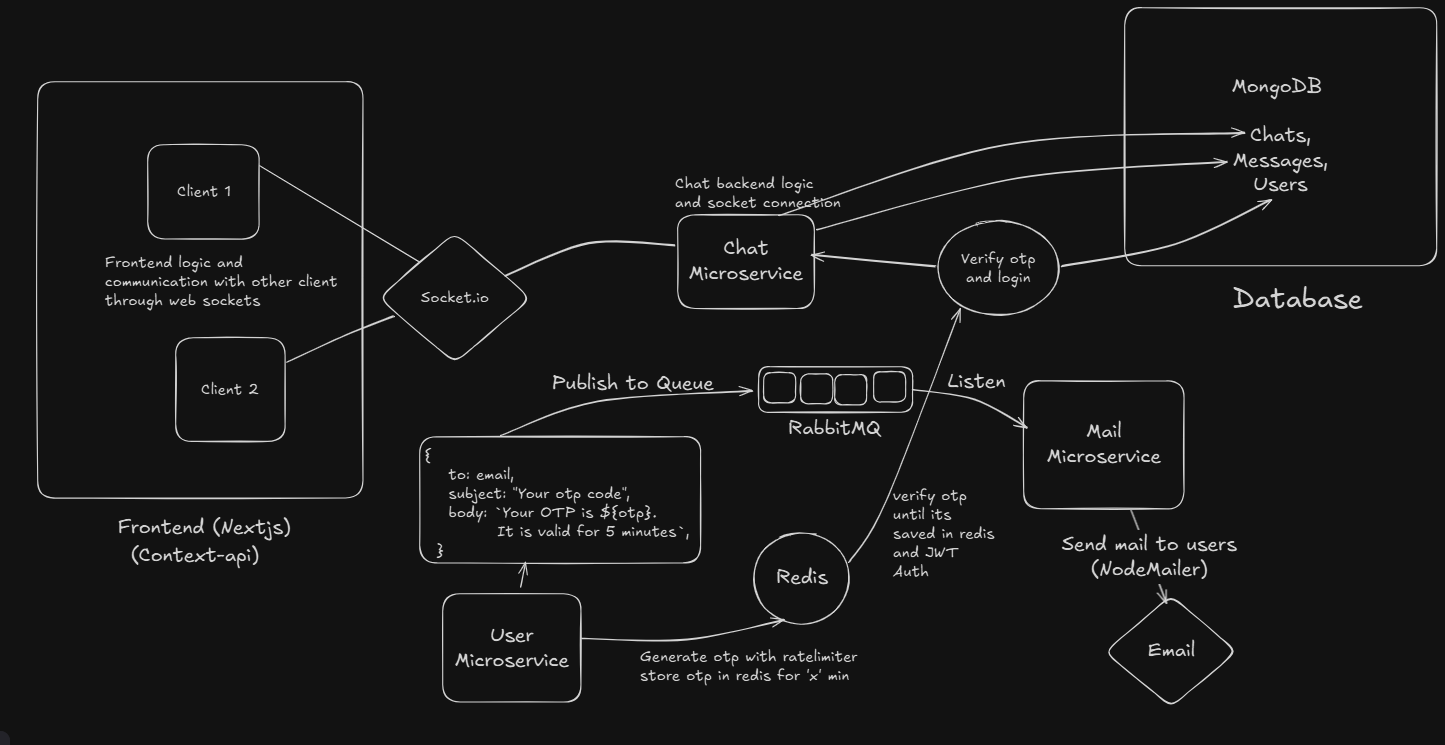 MongoDB
Chats,
Messages,
Users
Database
Client 1
Frontend logic and
communication with other client
through web sockets
Client 2
Frontend (Nextjs)
(Context-api)
Socket.io
Chat backend logic
and socket connection
Chat
Microservice
Verify otp
and login
Publish to Queue
RabbitMQ
Listen
Mail
Microservice
{
to: email,
subject: "Your otp code",
body: `Your OTP is ${otp}.
It is valid for 5 minutes`,
}
verify otp
until its
saved in redis
and JWT
Auth
Redis
User
Microservice
Generate otp with ratelimiter
store otp in redis for 'x' min
Send mail to users
(NodeMailer)
Email